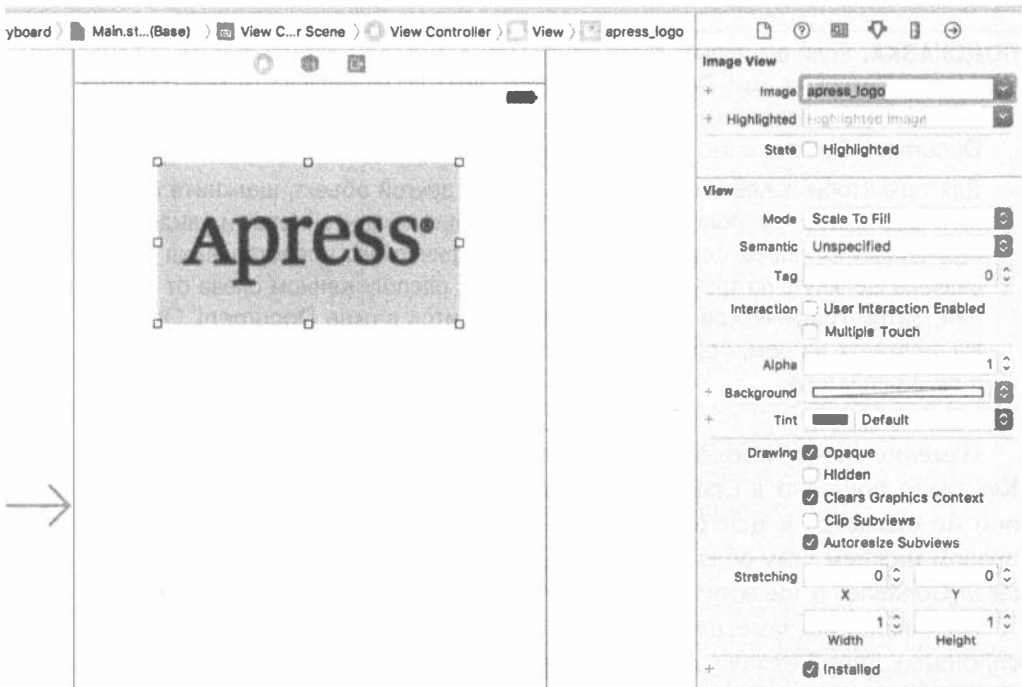 yboard Main.st...(Base) View C...r Scene View Controller View apress_logo
Apress®
Image View
Image apress_logo
Highlighted Highlighted image
State Highlighted
View
Mode Scale To Fill
Semantic Unspecified
Tag 0
Interaction User Interaction Enabled
Multiple Touch
Alpha 1
Background
Tint Default
Drawing Opaque
Hidden
Clears Graphics Context
Clip Subviews
Autoresize Subviews
Stretching 0 0
X Y
1 1
Width Height
Installed